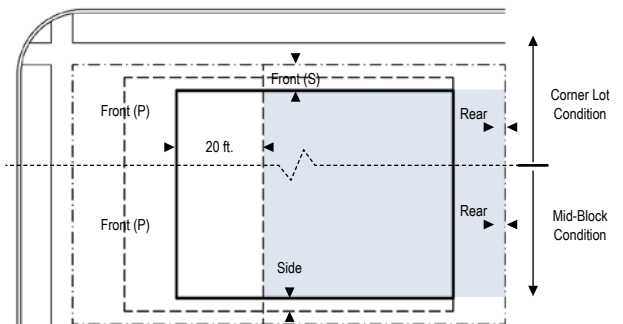 Front (S)
Front (P)
Rear
Corner Lot
Condition
20 ft.
Front (P)
Rear
Mid-Block
Condition
Side